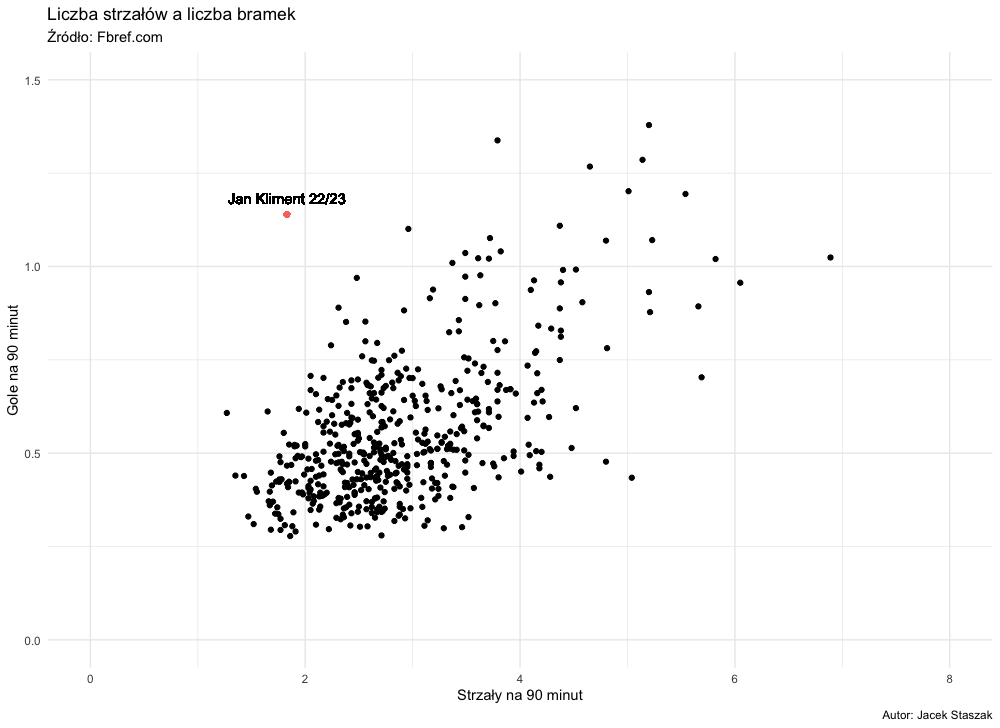 Liczba strzałów a liczba bramek
Źródło: Fbref.com
1.5
Jan Kliment 22/23
1.0
Gole na 90 minut
0.5
0.0
0 2 4 6 8
Strzały na 90 minut
Autor: Jacek Staszak